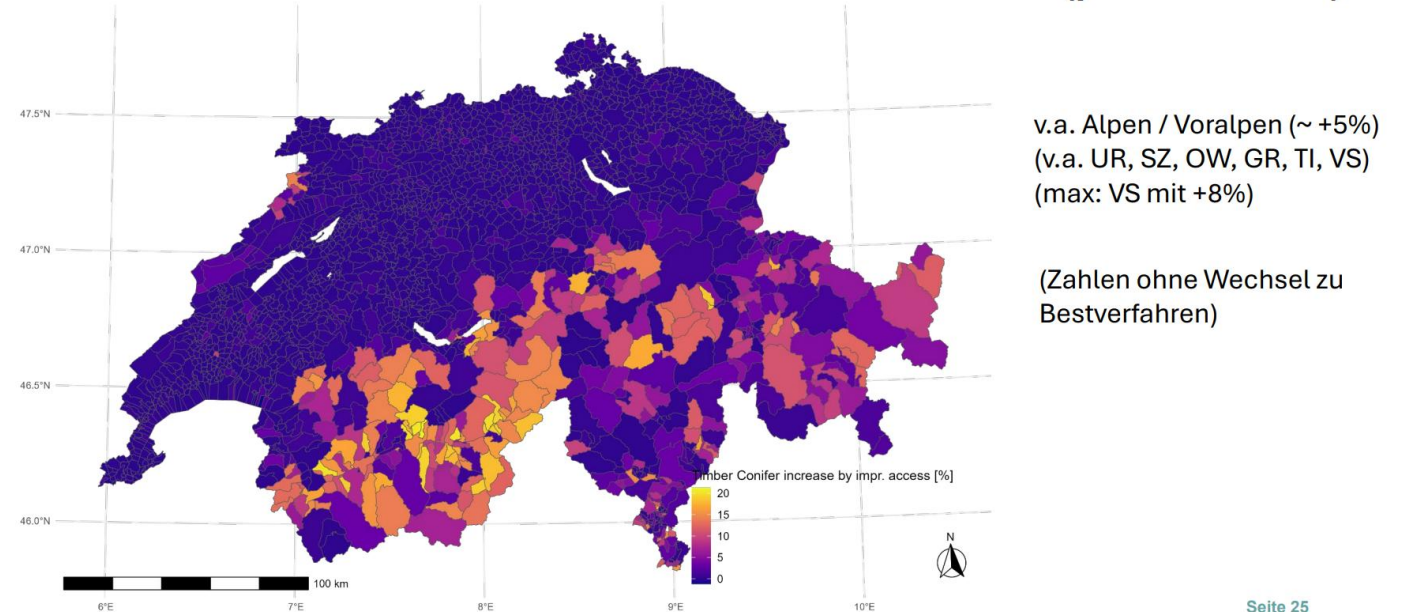 v.a. Alpen / Voralpen (~ +5%)
(v.a. UR, SZ, OW, GR, TI, VS)
(max: VS mit +8%)
(Zahlen ohne Wechsel zu
Bestverfahren)
47.5°N
47.0°N
46.5°N
46.0°N
Timber Conifer increase by impr. access [%]
20
15
10
5
0
N
100 km
6°E
7°E
8°E
9°E
10°E
Seite 25